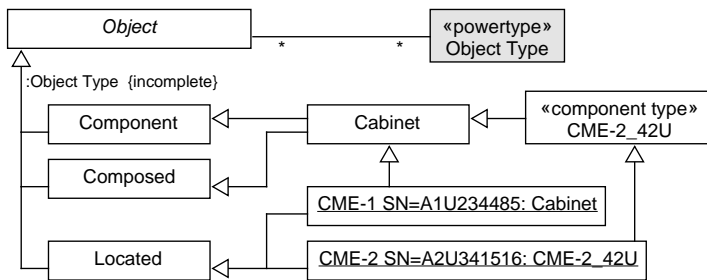 Object
«powertype»
Object Type
*
*
:Object Type {incomplete}
Component
Cabinet
«component type»
CME-2_42U
Composed
CME-1 SN=A1U234485: Cabinet
Located
CME-2 SN=A2U341516: CME-2_42U